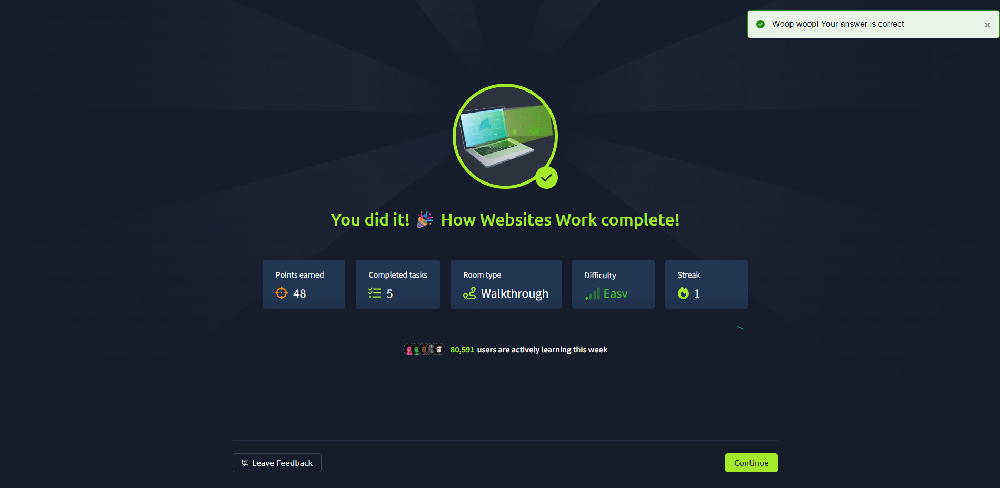 Woop woop! Your answer is correct
You did it! 🎉 How Websites Work complete!
Points earned
48
Completed tasks
5
Room type
Walkthrough
Difficulty
Easy
Streak
1
80,591 users are actively learning this week
Leave Feedback
Continue